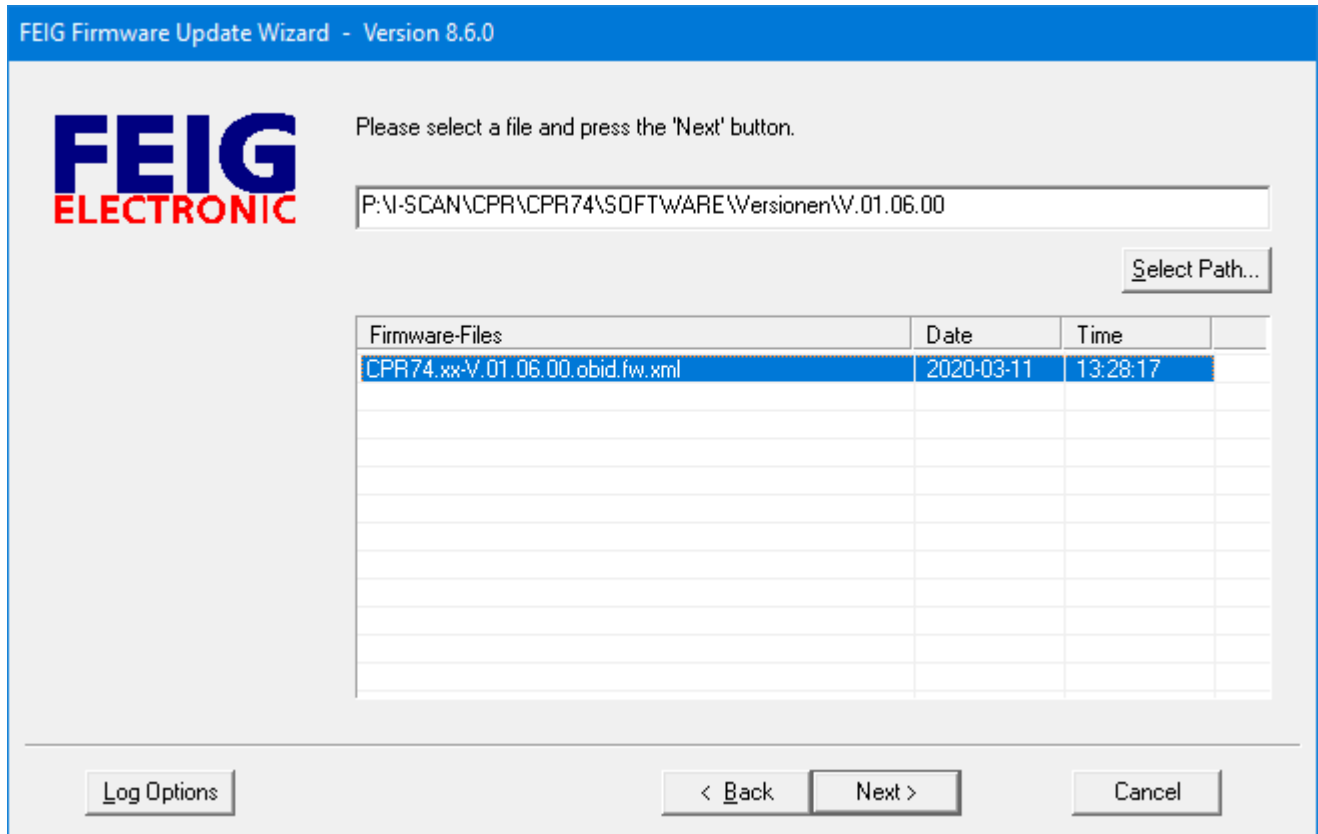 FEIG Firmware Update Wizard - Version 8.6.0
FEIG
ELECTRONIC
Please select a file and press the 'Next' button.
P:\I-SCAN\CPR\CPR74\SOFTWARE\Versionen\V.01.06.00
Select Path...
Firmware-Files Date Time
CPR74.xx-V.01.06.00.obid.fw.xml 2020-03-11 13:28:17
Log Options < Back Next > Cancel